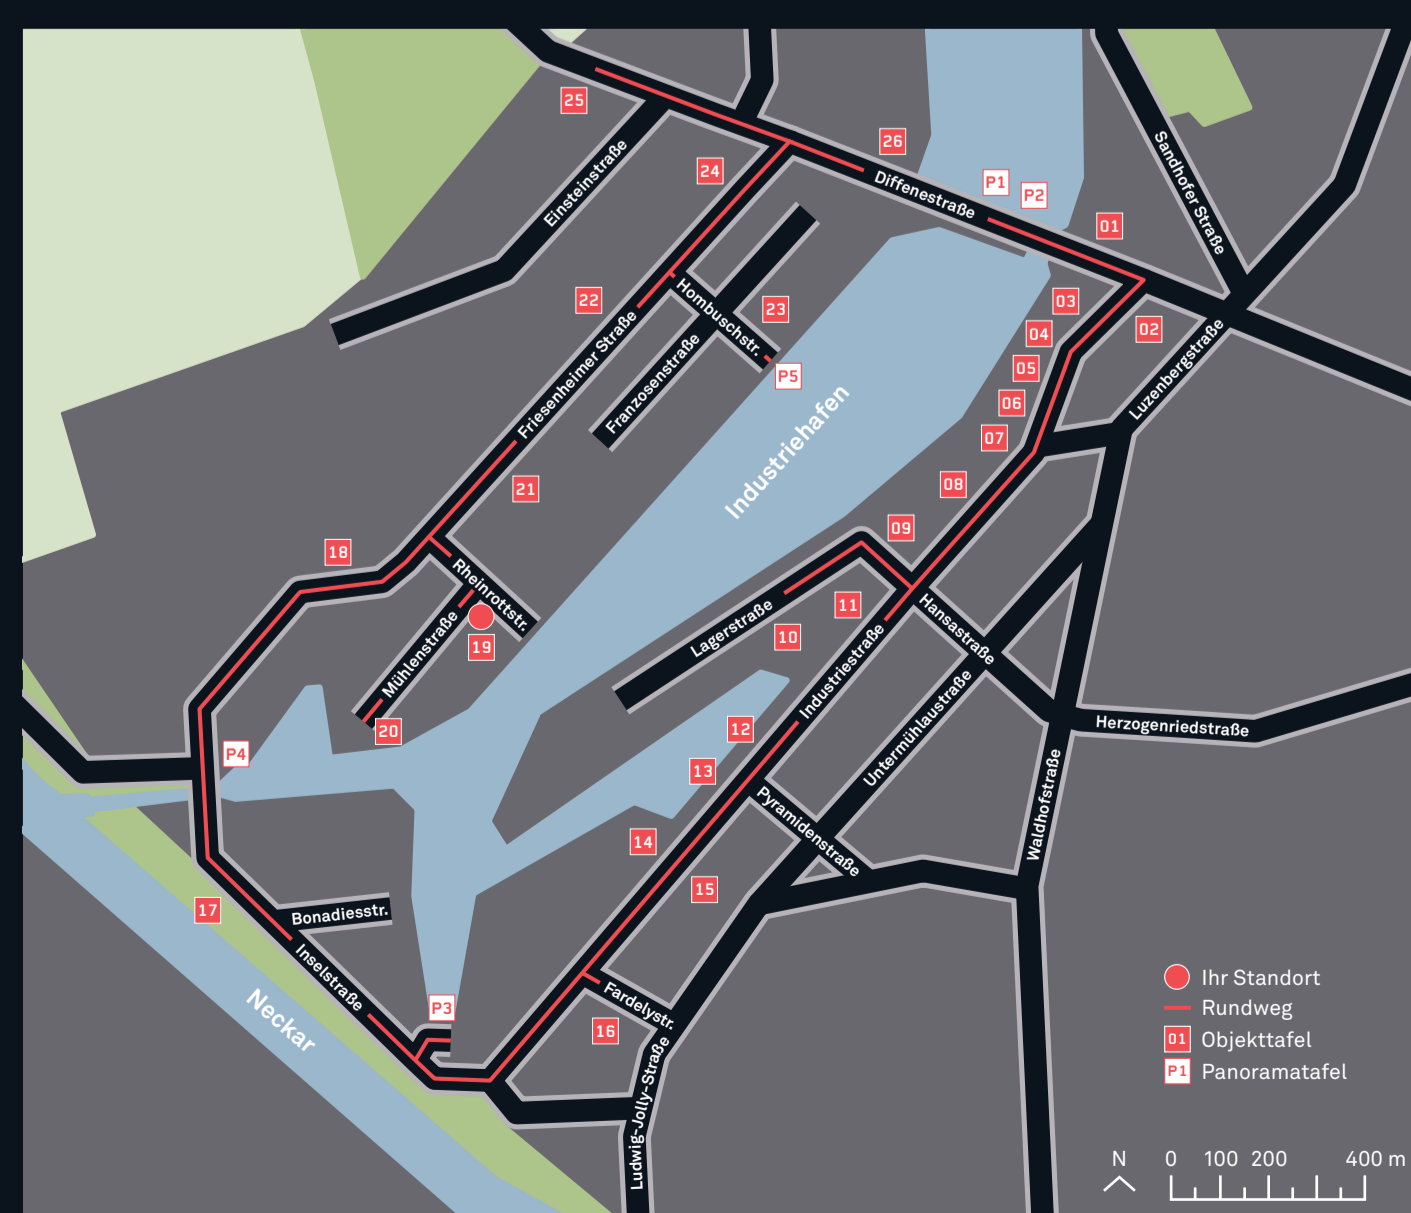 25
26
24
Einsteinstraße
Diffenestraße
P1
P2
Sandhofer Straße
01
22
Hombuschstr.
23
03
04
02
Friesenheimer Straße
Franzosenstraße
P5
05
06
07
Luzenbergstraße
Industriehafen
21
08
09
18
Rheinrottstr.
Mühlenstraße
19
20
Lagerstraße
11
10
Hansastraße
Industriestraße
Untermühlaustraße
12
13
Herzogenriedstraße
P4
Pyramidenstraße
Waldhofstraße
14
15
17
Bonadiesstr.
Inselstraße
Neckar
P3
Fardelystr.
16
Ludwig-Jolly-Straße
Ihr Standort
Rundweg
01 Objekttafel
P1 Panoramatafel
N 0 100 200 400 m